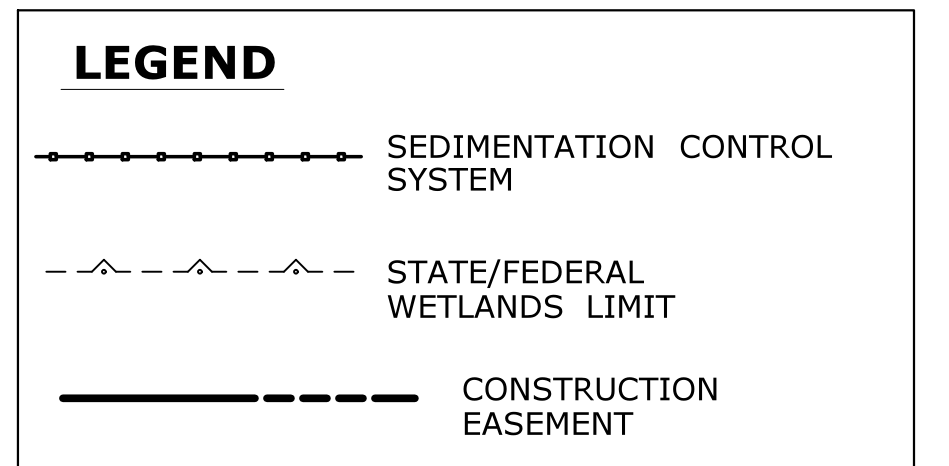 LEGEND
SEDIMENTATION CONTROL
SYSTEM
STATE/FEDERAL
WETLANDS LIMIT
CONSTRUCTION
EASEMENT